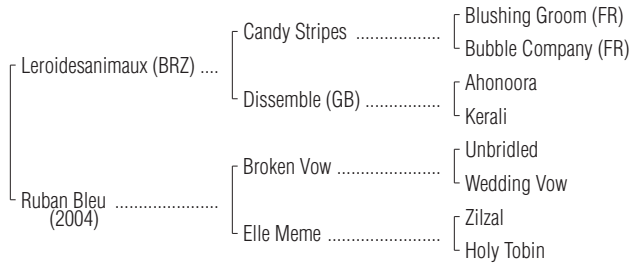 Blushing Groom (FR)
Candy Stripes ..................
Bubble Company (FR)
Leroidesanimaux (BRZ) ....
Ahonoora
Dissemble (GB) ................
Kerali
Unbridled
Broken Vow ......................
Wedding Vow
Ruban Bleu ......................
(2004)
Zilzal
Elle Meme ........................
Holy Tobin